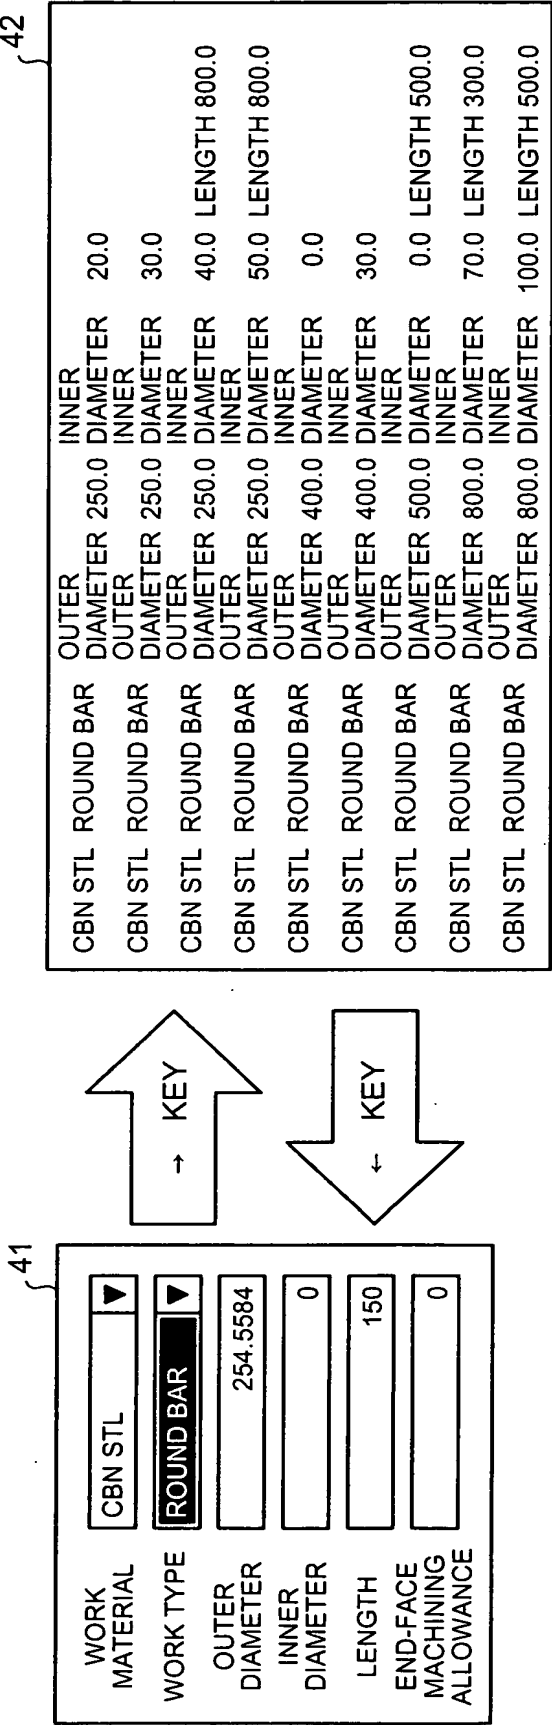 41
WORK
MATERIAL
CBN STL ▼
WORK TYPE
ROUND BAR ▼
OUTER
DIAMETER
254.5584
INNER
DIAMETER
0
LENGTH
150
END-FACE
MACHINING
ALLOWANCE
0
→ KEY
← KEY
42
OUTER INNER
CBN STL ROUND BAR DIAMETER 250.0 DIAMETER 20.0
OUTER INNER
CBN STL ROUND BAR DIAMETER 250.0 DIAMETER 30.0
OUTER INNER
CBN STL ROUND BAR DIAMETER 250.0 DIAMETER 40.0 LENGTH 800.0
OUTER INNER
CBN STL ROUND BAR DIAMETER 250.0 DIAMETER 50.0 LENGTH 800.0
OUTER INNER
CBN STL ROUND BAR DIAMETER 400.0 DIAMETER 0.0
OUTER INNER
CBN STL ROUND BAR DIAMETER 400.0 DIAMETER 30.0
OUTER INNER
CBN STL ROUND BAR DIAMETER 500.0 DIAMETER 0.0 LENGTH 500.0
OUTER INNER
CBN STL ROUND BAR DIAMETER 800.0 DIAMETER 70.0 LENGTH 300.0
OUTER INNER
CBN STL ROUND BAR DIAMETER 800.0 DIAMETER 100.0 LENGTH 500.0